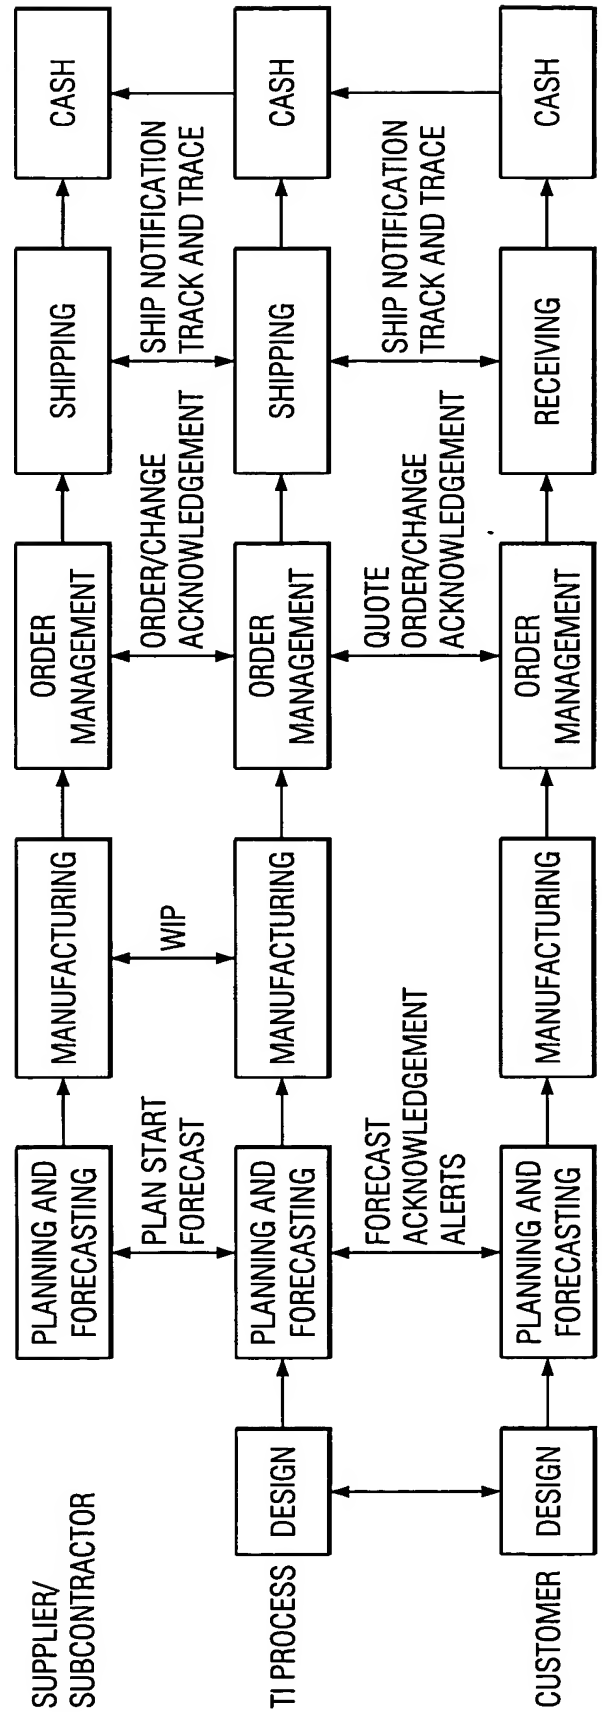 SUPPLIER/
SUBCONTRACTOR
PLANNING AND
FORECASTING
MANUFACTURING
ORDER
MANAGEMENT
SHIPPING
CASH
PLAN START
FORECAST
WIP
ORDER/CHANGE
ACKNOWLEDGEMENT
SHIP NOTIFICATION
TRACK AND TRACE
TI PROCESS
DESIGN
PLANNING AND
FORECASTING
MANUFACTURING
ORDER
MANAGEMENT
SHIPPING
CASH
FORECAST
ACKNOWLEDGEMENT
ALERTS
QUOTE
ORDER/CHANGE
ACKNOWLEDGEMENT
SHIP NOTIFICATION
TRACK AND TRACE
CUSTOMER
DESIGN
PLANNING AND
FORECASTING
MANUFACTURING
ORDER
MANAGEMENT
RECEIVING
CASH